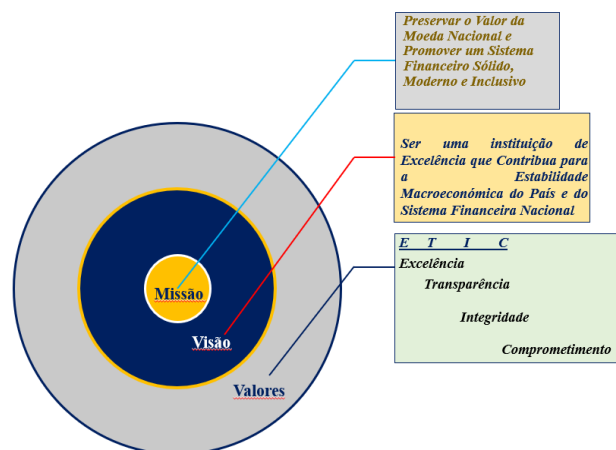 Preservar o Valor da
Moeda Nacional e
Promover um Sistema
Financeiro Sólido,
Moderno e Inclusivo
Ser uma instituição de
Excelência que Contribua para
a Estabilidade
Macroeconómica do País e do
Sistema Financeira Nacional
E T I C
Excelência
Transparência
Integridade
Comprometimento
Missão
Visão
Valores